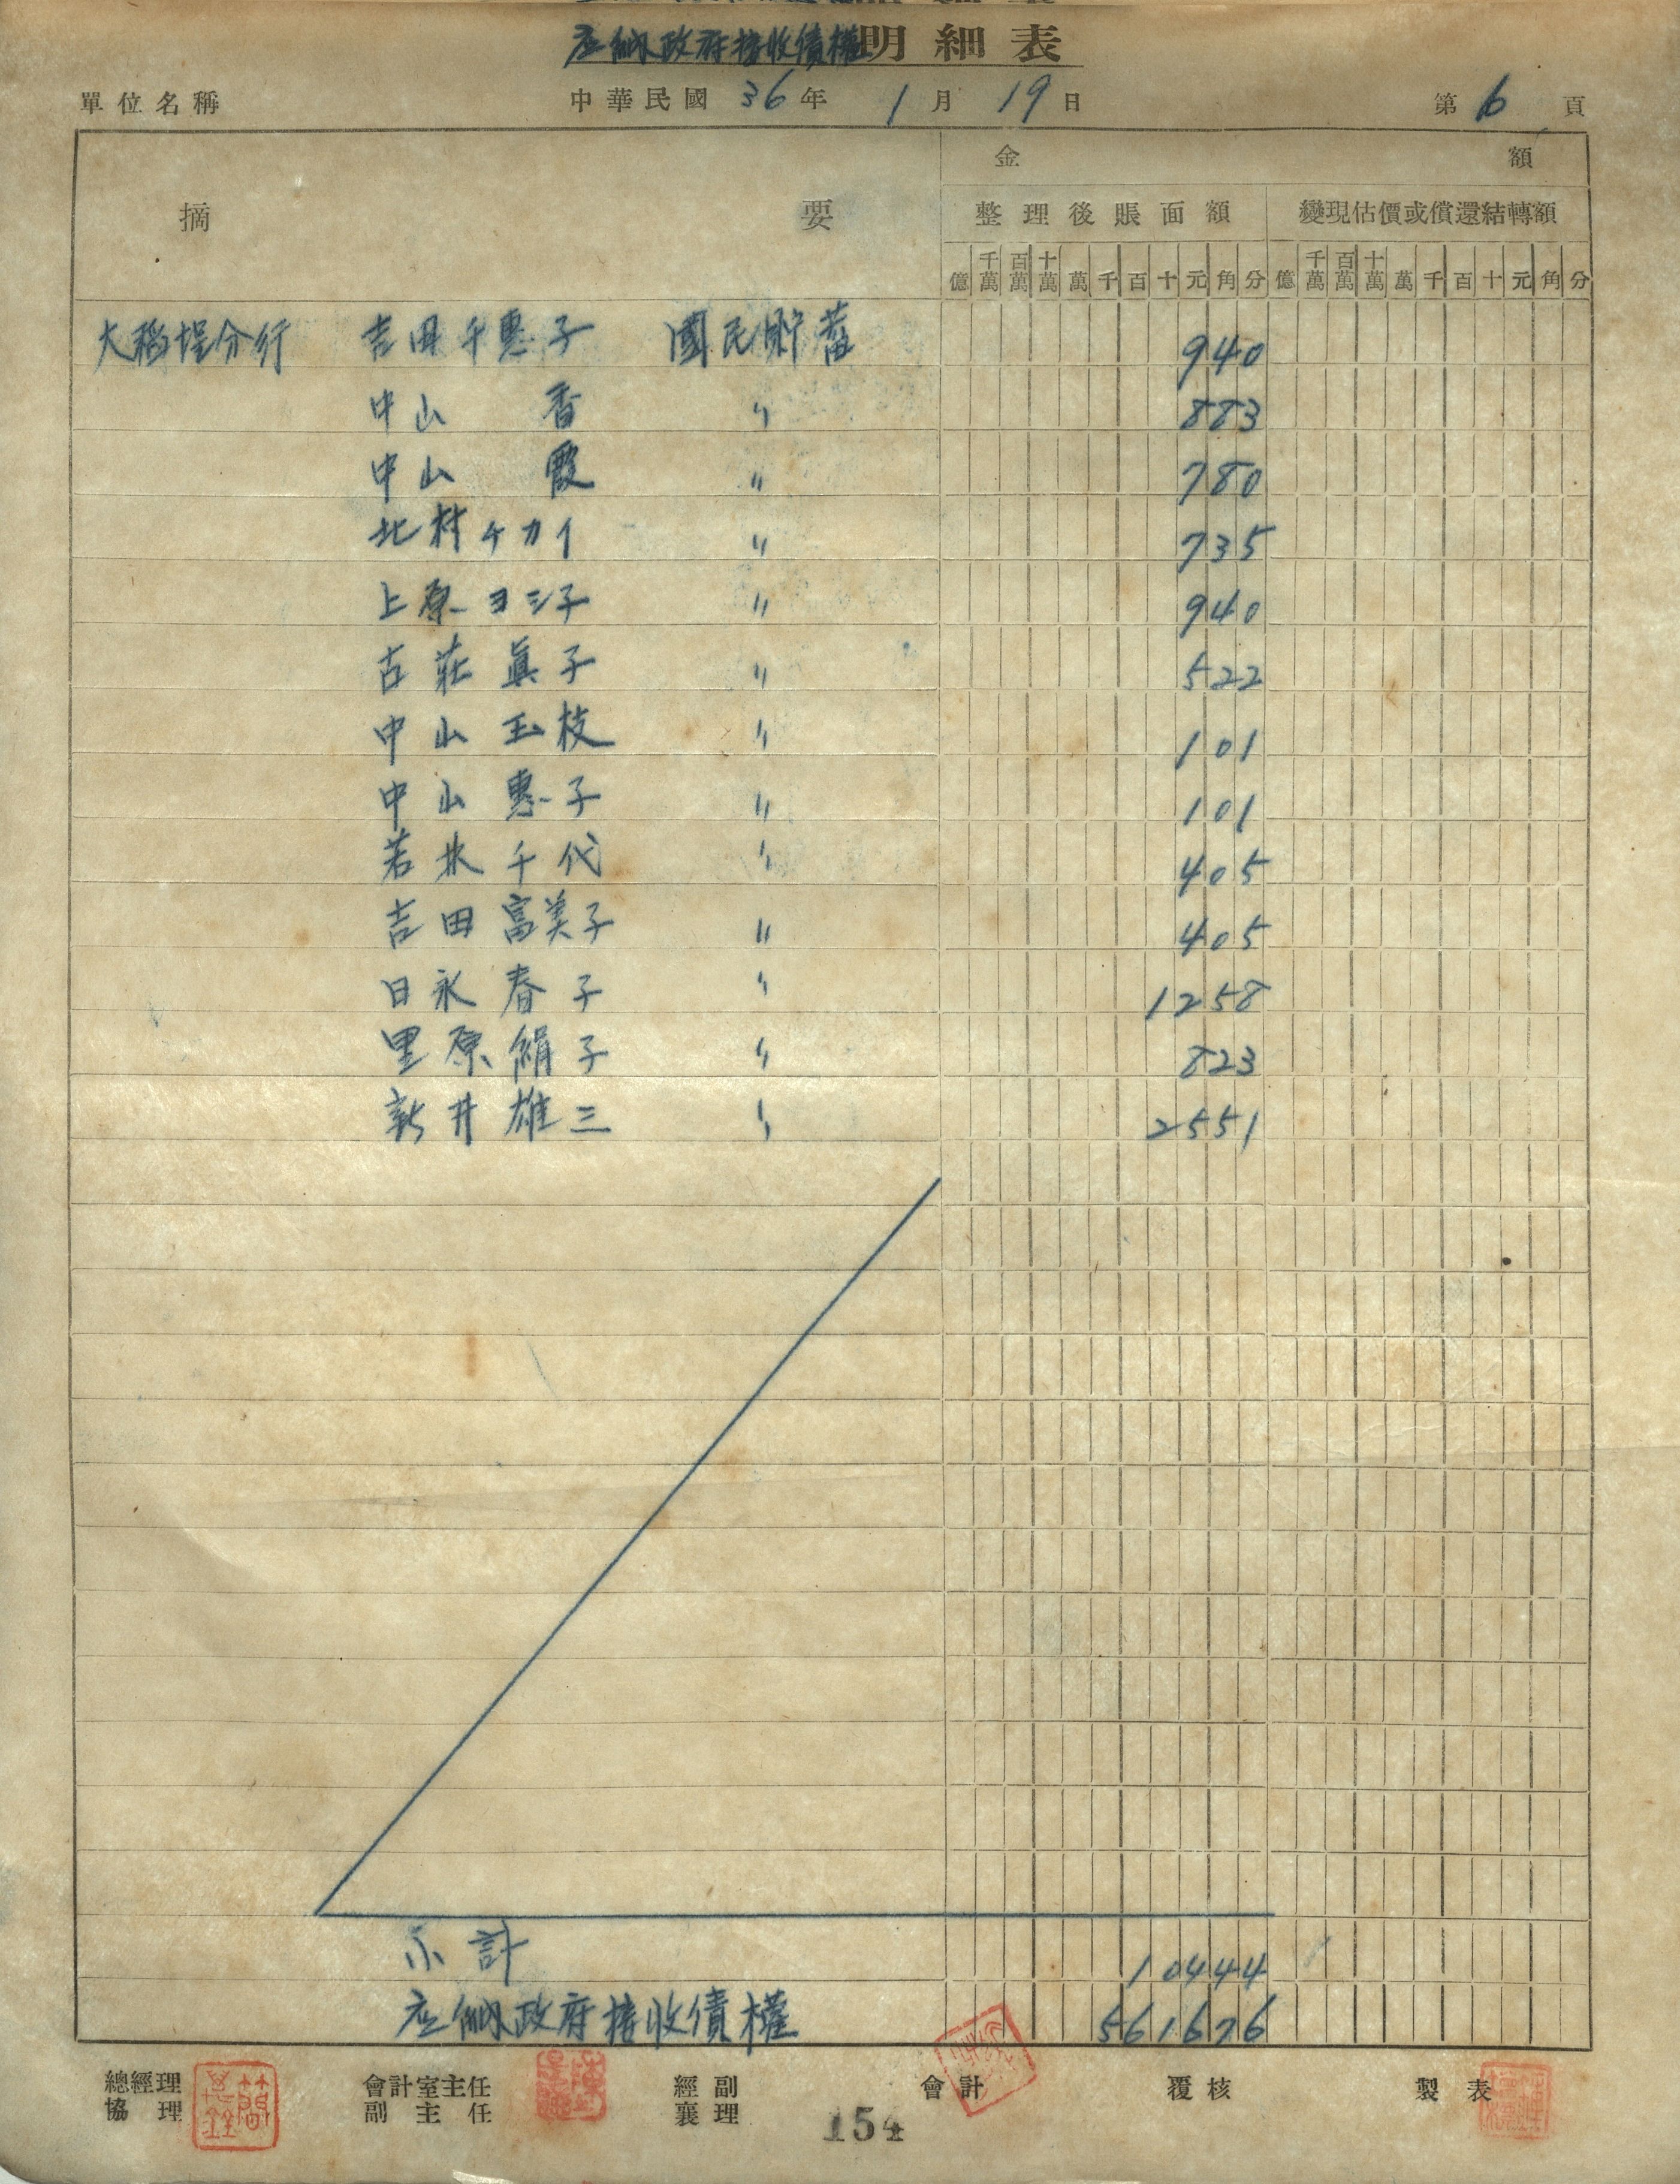 应納政府接收債權明細表
單位名稱 中華民國 36 年 1 月 19 日 第 6 頁
摘要 金額
整理後賬面額 變現估價或償還結轉額
億 千萬 百萬 十萬 萬 千 百 十 元 角 分 億 千萬 百萬 十萬 萬 千 百 十 元 角 分
大稻埕分行 吉田千惠子 國民貯蓄 940
中山 香 〃 883
中山 霞 〃 780
北村チカイ 〃 735
上原ヨシ子 〃 940
古莊眞子 〃 522
中山玉枝 〃 101
中山惠子 〃 101
若林千代 〃 405
吉田富美子 〃 405
日永春子 〃 1258
里原絹子 〃 823
新井雄三 〃 2551
小計 10444
应納政府接收債權 561676
總經理 會計室主任 經副 會計 覆核 製表
協理 副主任 襄理
154